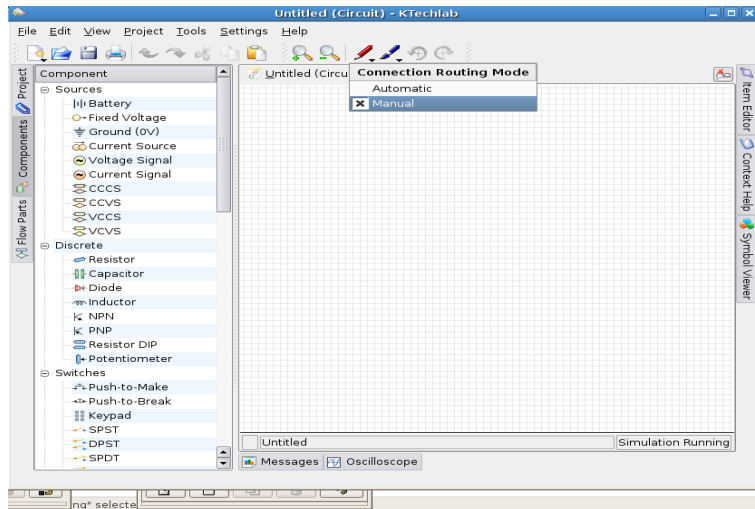 Untitled (Circuit) - KTechlab
File Edit View Project Tools Settings Help
Component
Untitled (Circu
Connection Routing Mode
Automatic
Manual
Project
Components
Flow Parts
Sources
Battery
Fixed Voltage
Ground (0V)
Current Source
Voltage Signal
Current Signal
CCCS
CCVS
VCCS
VCVS
Discrete
Resistor
Capacitor
Diode
Inductor
NPN
PNP
Resistor DIP
Potentiometer
Switches
Push-to-Make
Push-to-Break
Keypad
SPST
DPST
SPDT
Item Editor
Context Help
Symbol Viewer
Untitled
Simulation Running
Messages
Oscilloscope
ng" selecte